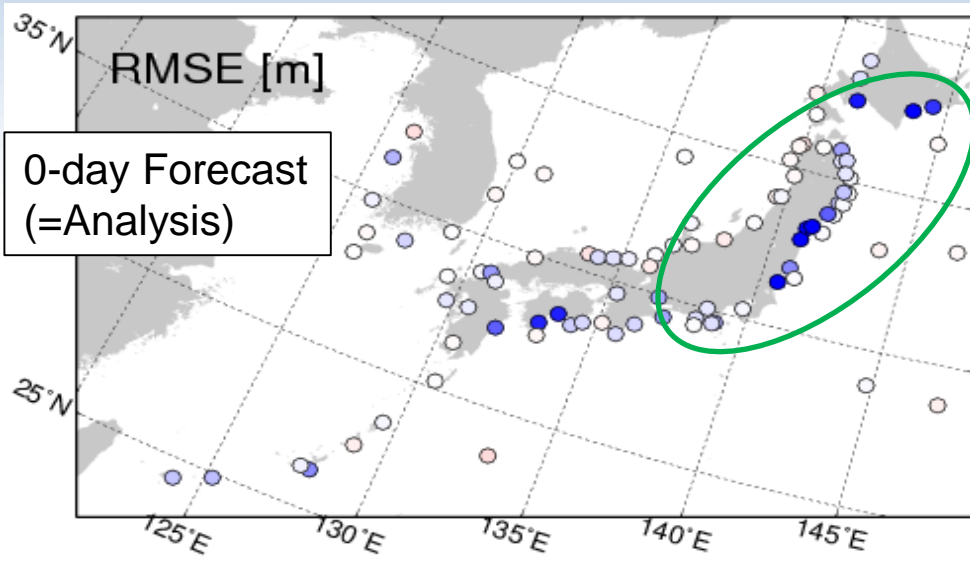 35°N
RMSE [m]
0-day Forecast
(=Analysis)
25°N
125°E
130°E
135°E
140°E
145°E